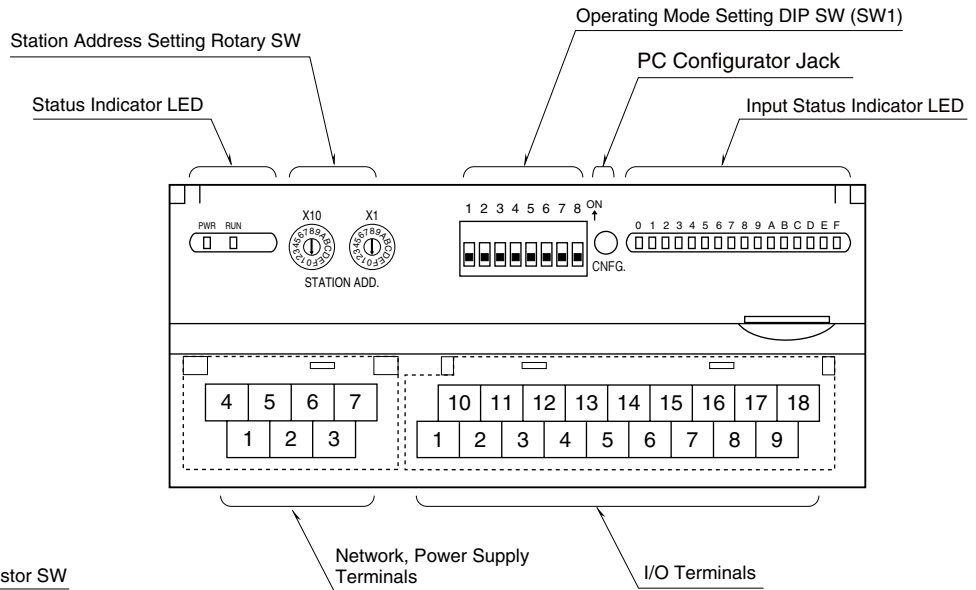 Operating Mode Setting DIP SW (SW1)
Station Address Setting Rotary SW
PC Configurator Jack
Status Indicator LED
Input Status Indicator LED
1 2 3 4 5 6 7 8 ON
PWR RUN
X10 X1
0 1 2 3 4 5 6 7 8 9 A B C D E F
0123456789ABCDEF
0123456789ABCDEF
CNFG.
STATION ADD.
4 5 6 7
10 11 12 13 14 15 16 17 18
1 2 3
1 2 3 4 5 6 7 8 9
Network, Power Supply
Terminals
I/O Terminals
stor SW